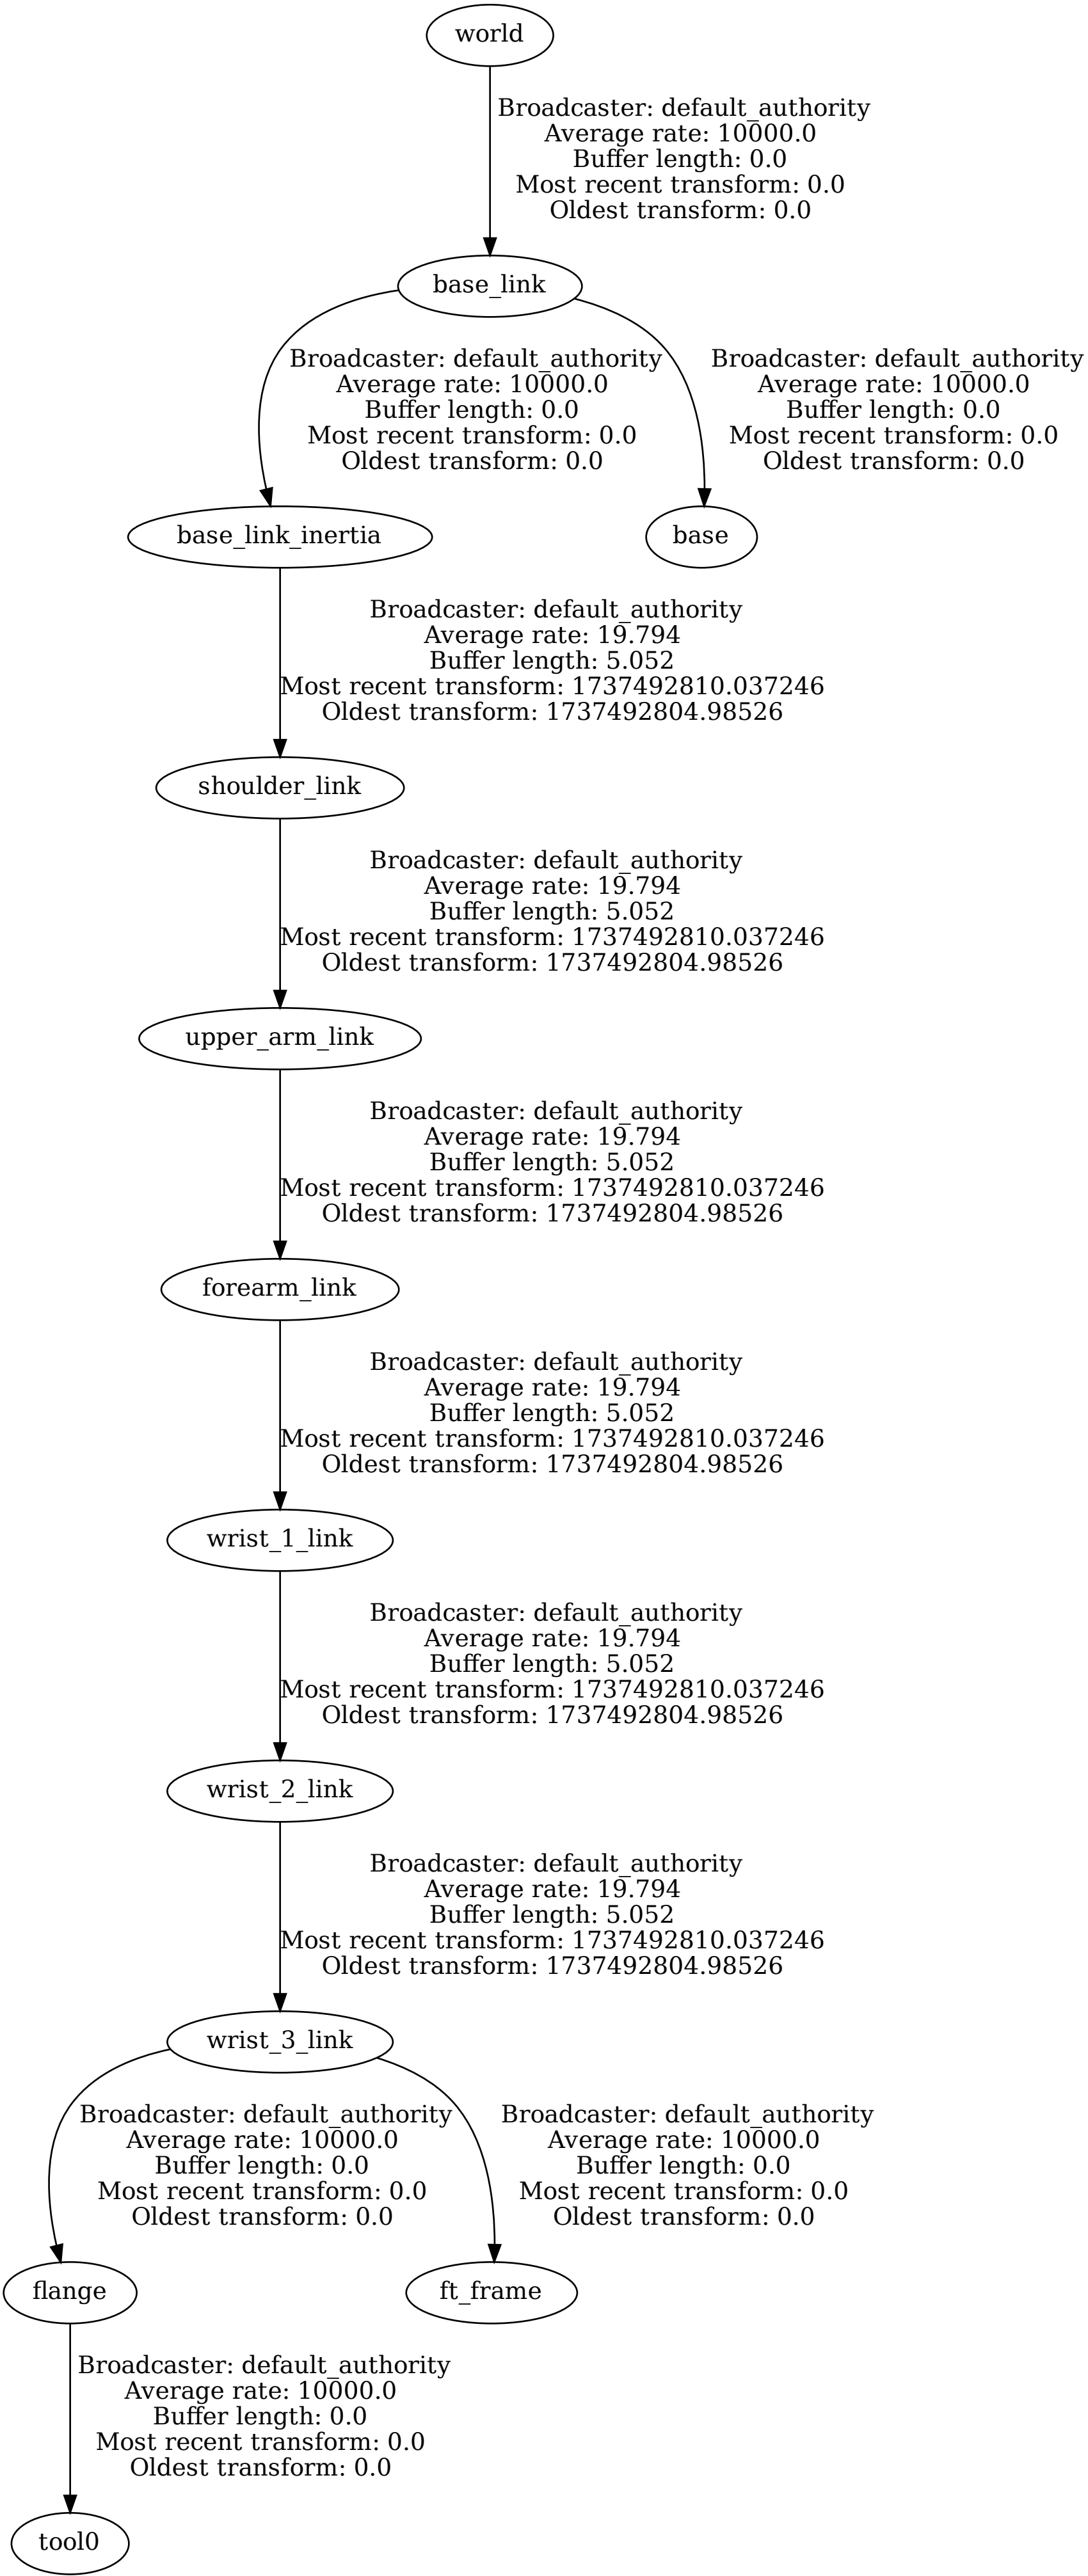 world
Broadcaster: default_authority
Average rate: 10000.0
Buffer length: 0.0
Most recent transform: 0.0
Oldest transform: 0.0
base_link
Broadcaster: default_authority
Average rate: 10000.0
Buffer length: 0.0
Most recent transform: 0.0
Oldest transform: 0.0
Broadcaster: default_authority
Average rate: 10000.0
Buffer length: 0.0
Most recent transform: 0.0
Oldest transform: 0.0
base_link_inertia
base
Broadcaster: default_authority
Average rate: 19.794
Buffer length: 5.052
Most recent transform: 1737492810.037246
Oldest transform: 1737492804.98526
shoulder_link
Broadcaster: default_authority
Average rate: 19.794
Buffer length: 5.052
Most recent transform: 1737492810.037246
Oldest transform: 1737492804.98526
upper_arm_link
Broadcaster: default_authority
Average rate: 19.794
Buffer length: 5.052
Most recent transform: 1737492810.037246
Oldest transform: 1737492804.98526
forearm_link
Broadcaster: default_authority
Average rate: 19.794
Buffer length: 5.052
Most recent transform: 1737492810.037246
Oldest transform: 1737492804.98526
wrist_1_link
Broadcaster: default_authority
Average rate: 19.794
Buffer length: 5.052
Most recent transform: 1737492810.037246
Oldest transform: 1737492804.98526
wrist_2_link
Broadcaster: default_authority
Average rate: 19.794
Buffer length: 5.052
Most recent transform: 1737492810.037246
Oldest transform: 1737492804.98526
wrist_3_link
Broadcaster: default_authority
Average rate: 10000.0
Buffer length: 0.0
Most recent transform: 0.0
Oldest transform: 0.0
Broadcaster: default_authority
Average rate: 10000.0
Buffer length: 0.0
Most recent transform: 0.0
Oldest transform: 0.0
flange
ft_frame
Broadcaster: default_authority
Average rate: 10000.0
Buffer length: 0.0
Most recent transform: 0.0
Oldest transform: 0.0
tool0